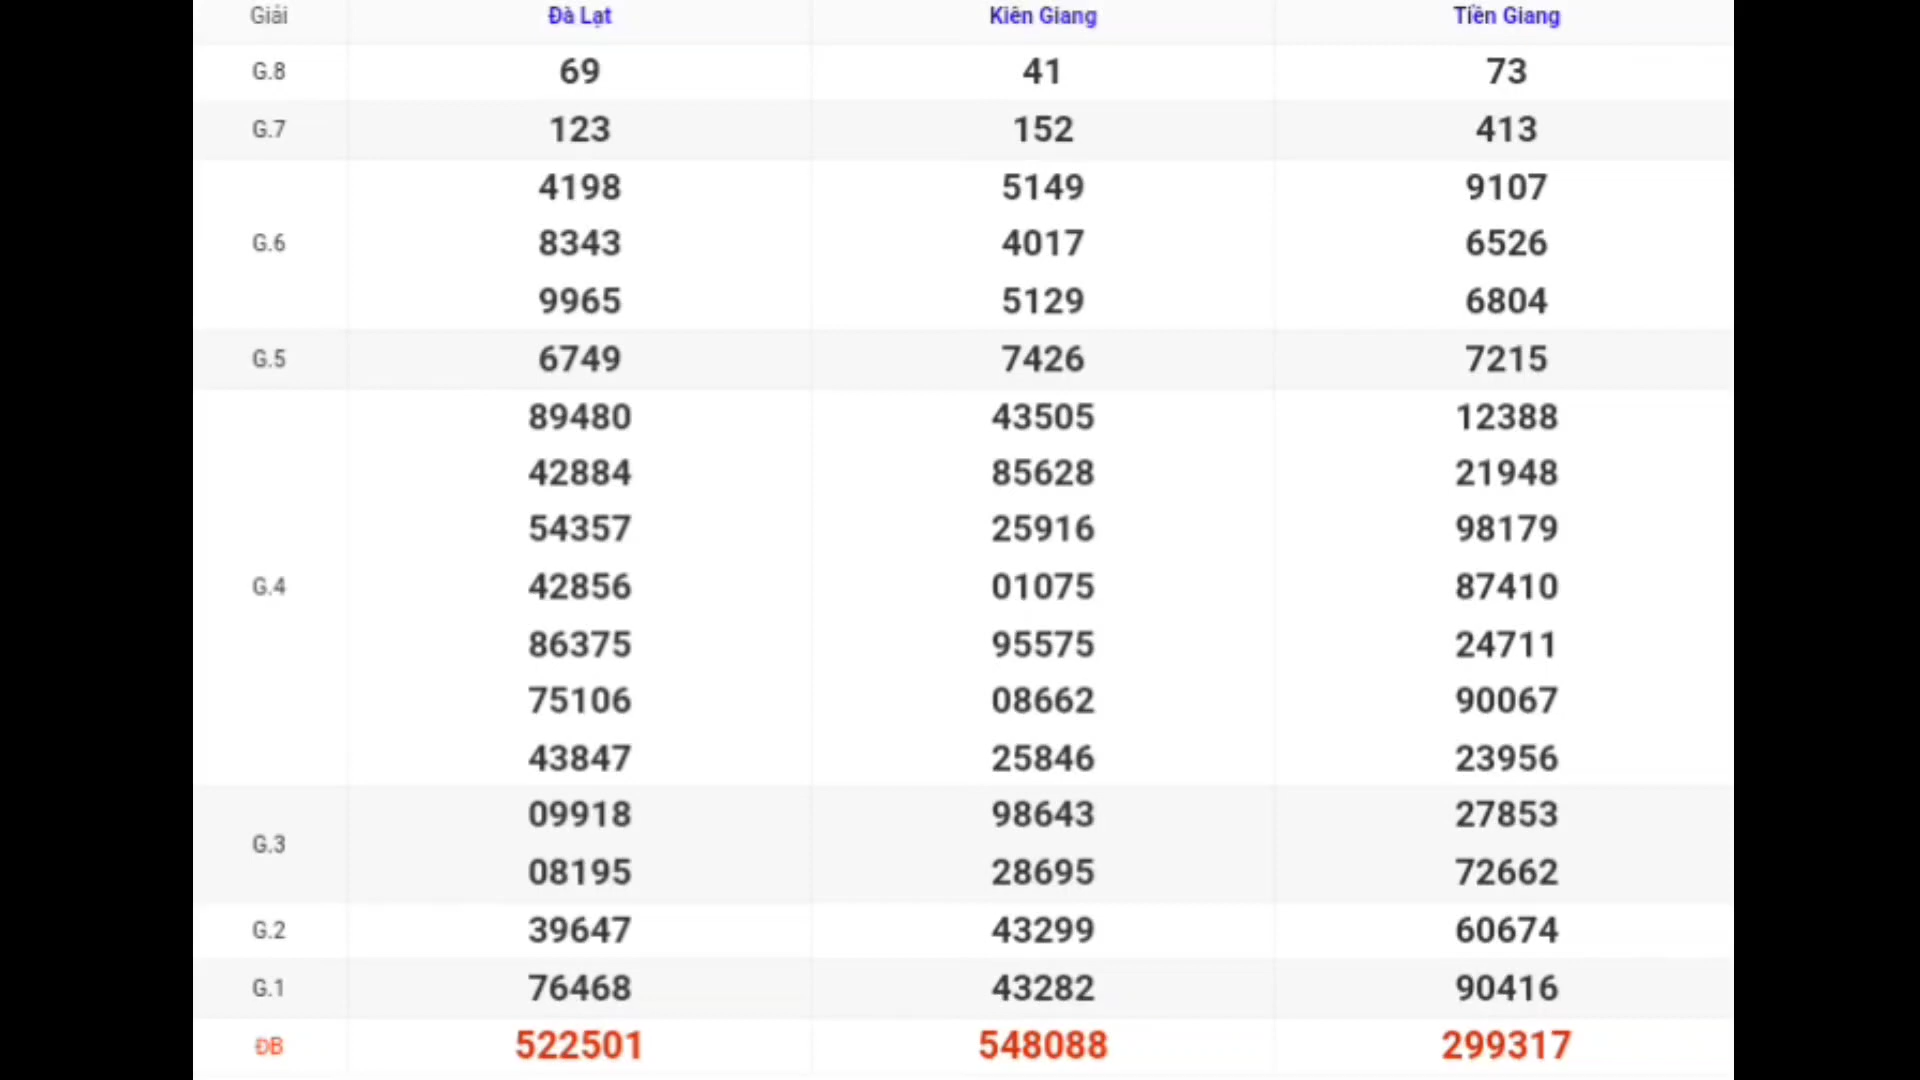 Giải Đà Lạt Kiên Giang Tiền Giang
G.8 69 41 73
G.7 123 152 413
4198 5149 9107
G.6 8343 4017 6526
9965 5129 6804
G.5 6749 7426 7215
89480 43505 12388
42884 85628 21948
54357 25916 98179
G.4 42856 01075 87410
86375 95575 24711
75106 08662 90067
43847 25846 23956
G.3
09918 98643 27853
08195 28695 72662
G.2 39647 43299 60674
G.1 76468 43282 90416
ĐB 522501 548088 299317